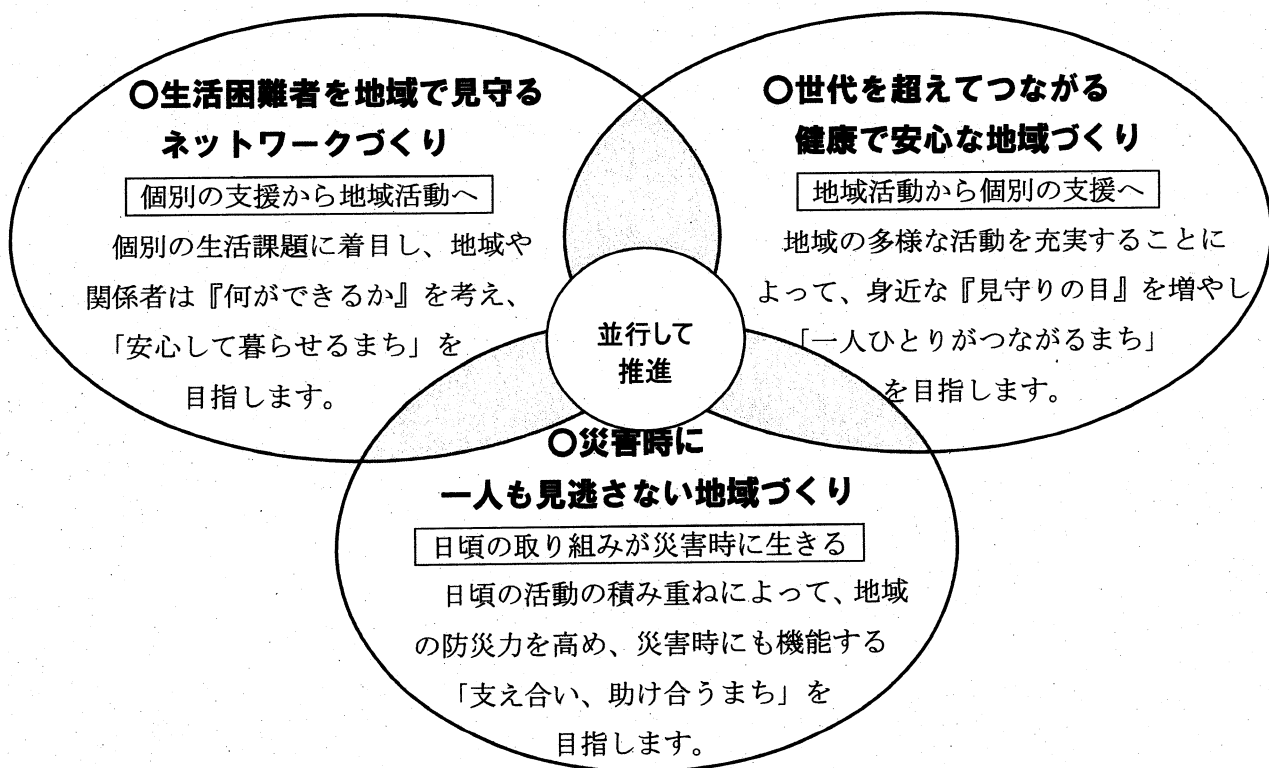 ○生活困難者を地域で見守る
ネットワークづくり
個別の支援から地域活動へ
個別の生活課題に着目し、地域や
関係者は『何ができるか』を考え、
「安心して暮らせるまち」を
目指します。
○世代を超えてつながる
健康で安心な地域づくり
地域活動から個別の支援へ
地域の多様な活動を充実することに
よって、身近な『見守りの目』を増やし
「一人ひとりがつながるまち」
を目指します。
並行して
推進
○災害時に
一人も見逃さない地域づくり
日頃の取り組みが災害時に生きる
日頃の活動の積み重ねによって、地域
の防災力を高め、災害時にも機能する
「支え合い、助け合うまち」を
目指します。